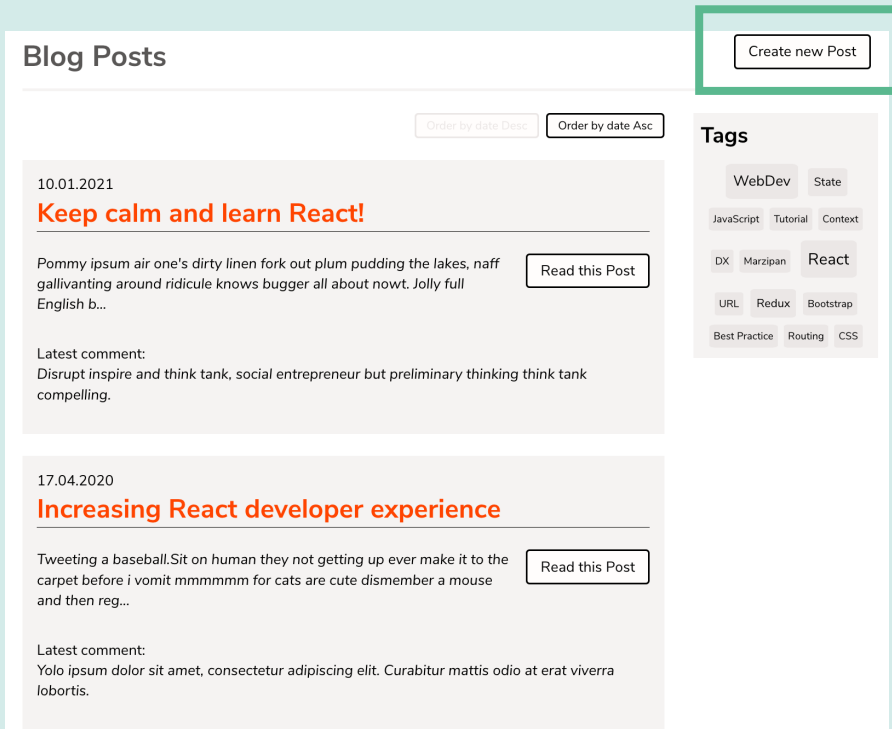 Blog Posts
Create new Post
Order by date Desc
Order by date Asc
10.01.2021
Keep calm and learn React!
Pommy ipsum air one's dirty linen fork out plum pudding the lakes, naff
gallivanting around ridicule knows bugger all about nowt. Jolly full
English b...
Read this Post
Latest comment:
Disrupt inspire and think tank, social entrepreneur but preliminary thinking think tank
compelling.
17.04.2020
Increasing React developer experience
Tweeting a baseball.Sit on human they not getting up ever make it to the
carpet before i vomit mmmmmm for cats are cute dismember a mouse
and then reg...
Read this Post
Latest comment:
Yolo ipsum dolor sit amet, consectetur adipiscing elit. Curabitur mattis odio at erat viverra
lobortis.
Tags
WebDev State
JavaScript Tutorial Context
DX Marzipan React
URL Redux Bootstrap
Best Practice Routing CSS